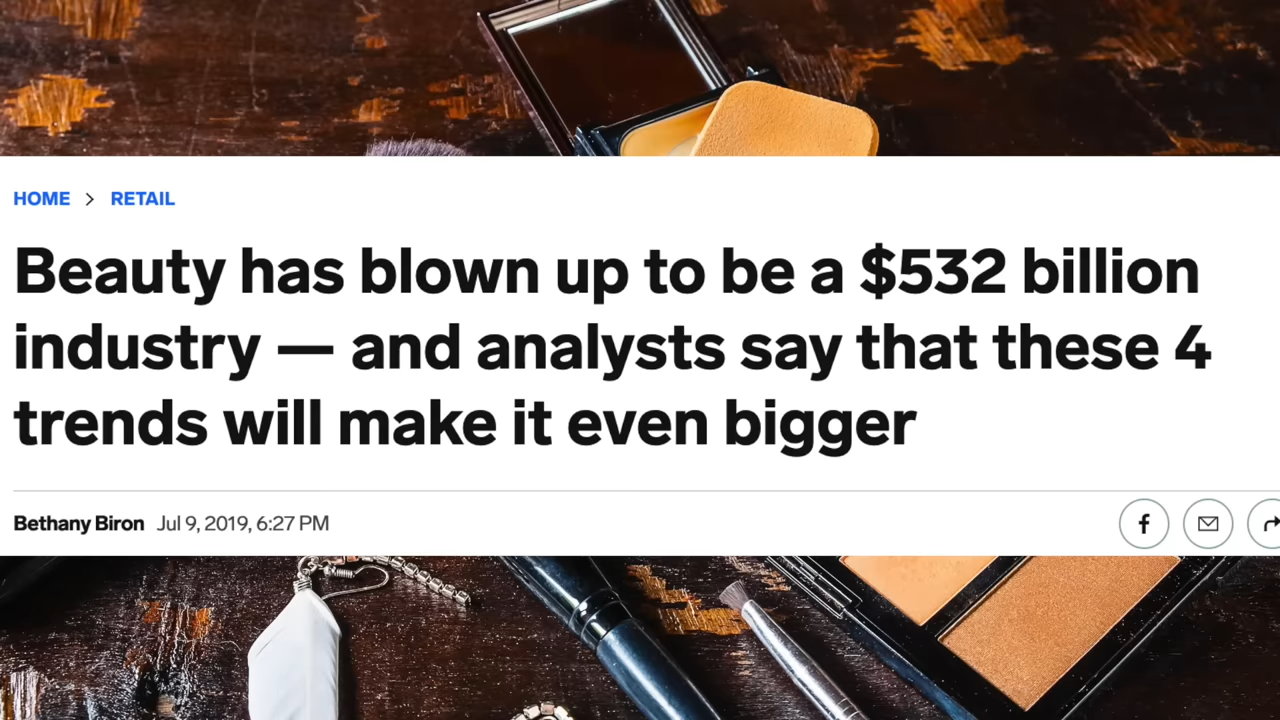 HOME > RETAIL
Beauty has blown up to be a $532 billion
industry — and analysts say that these 4
trends will make it even bigger
Bethany Biron Jul 9, 2019, 6:27 PM